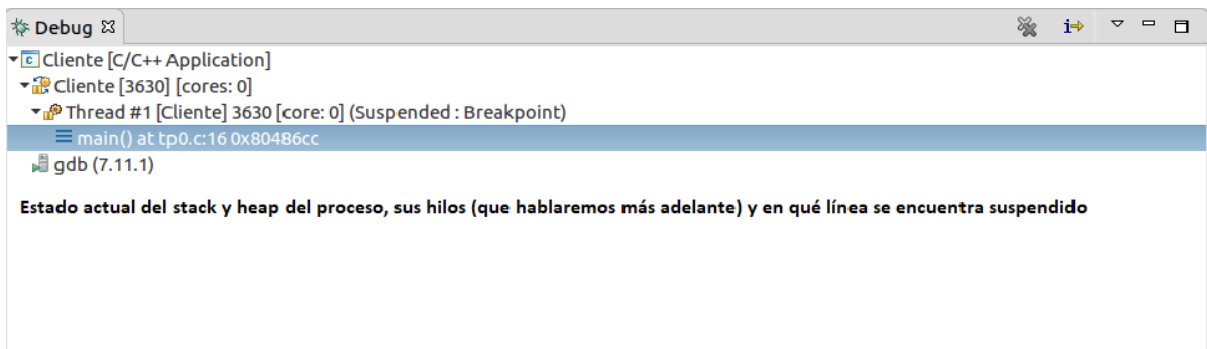 Debug
Cliente [C/C++ Application]
Cliente [3630] [cores: 0]
Thread #1 [Cliente] 3630 [core: 0] (Suspended : Breakpoint)
main() at tp0.c:16 0x80486cc
gdb (7.11.1)
Estado actual del stack y heap del proceso, sus hilos (que hablaremos más adelante) y en qué línea se encuentra suspendido